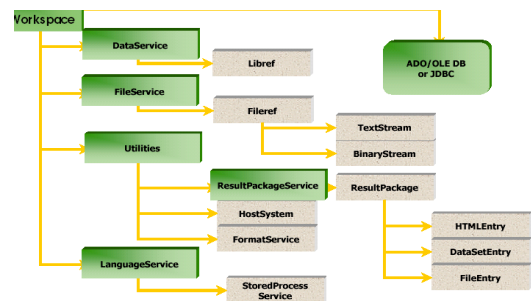 Workspace
DataService
Libref
ADO/OLE DB
or JDBC
FileService
Fileref
TextStream
BinaryStream
Utilities
ResultPackageService
ResultPackage
HostSystem
FormatService
HTMLEntry
DataSetEntry
FileEntry
LanguageService
StoredProcess
Service